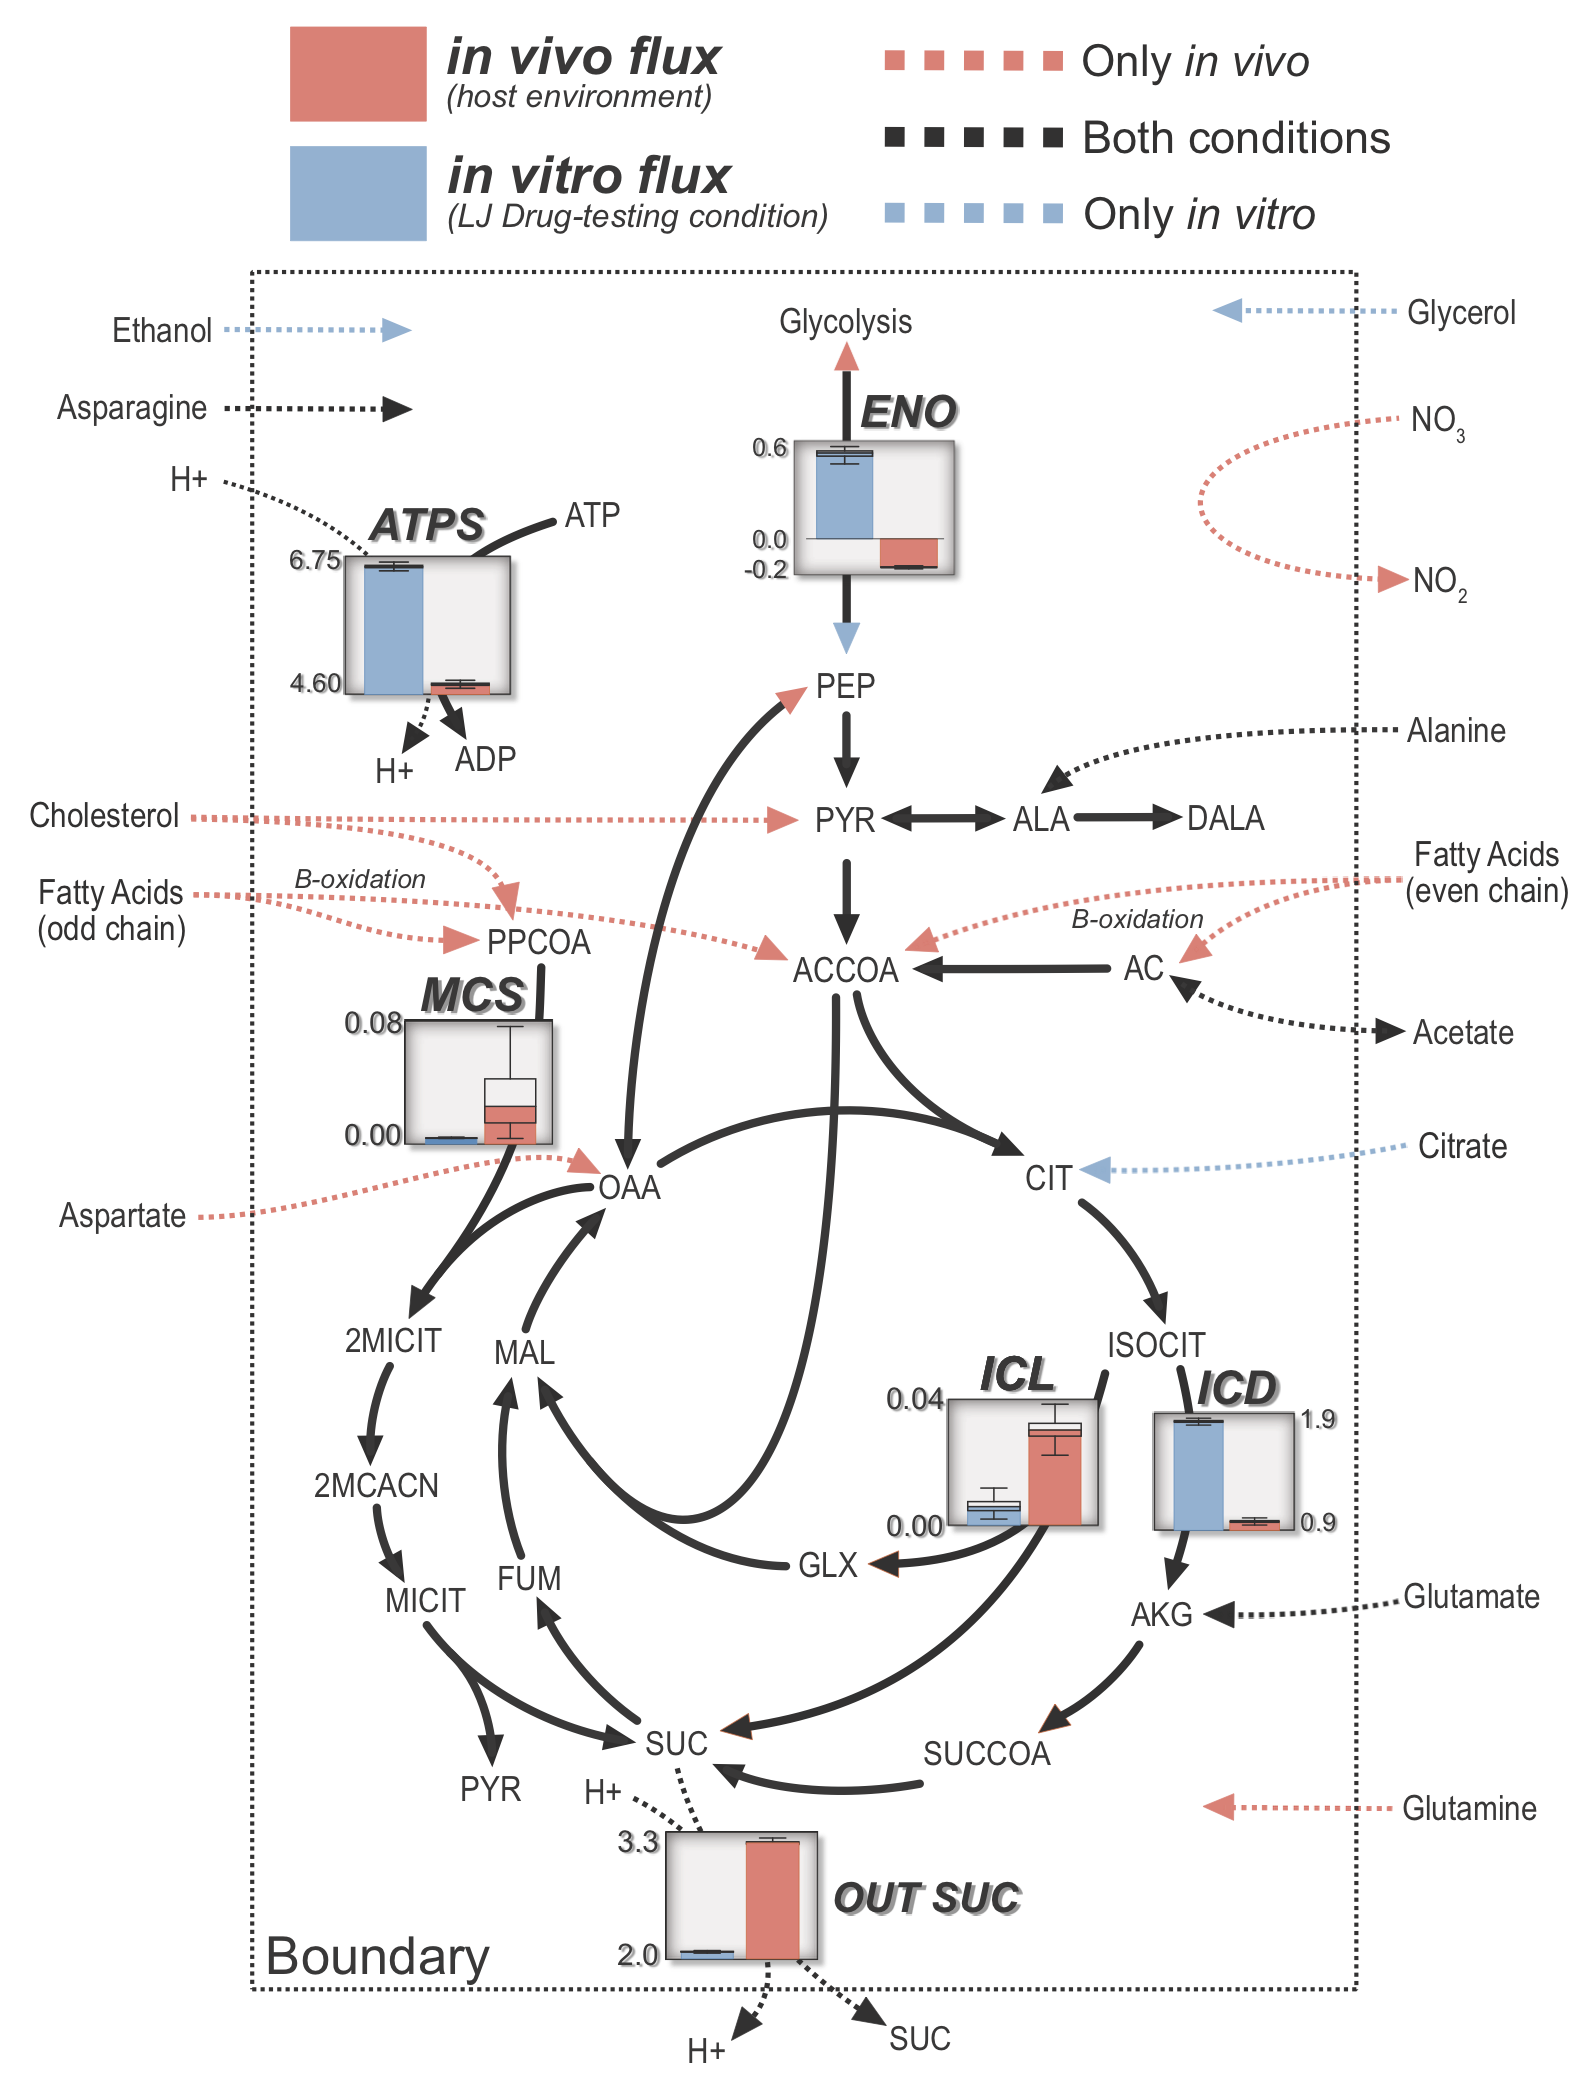 in vivo flux
(host environment)
in vitro flux
(LJ Drug-testing condition)
Only in vivo
Both conditions
Only in vitro
Ethanol
Glycolysis
Glycerol
Asparagine
ENO
NO3
H+
0.6
0.0
-0.2
ATPS
ATP
6.75
4.60
NO2
H+
ADP
PEP
Alanine
Cholesterol
PYR
ALA
DALA
Fatty Acids
(odd chain)
B-oxidation
Fatty Acids
(even chain)
B-oxidation
PPCOA
ACCOA
AC
MCS
0.08
0.00
Acetate
Citrate
Aspartate
OAA
CIT
2MICIT
MAL
ISOCIT
ICL
0.04
0.00
ICD
1.9
0.9
2MCACN
MICIT
FUM
GLX
AKG
Glutamate
SUC
SUCCOA
PYR
H+
Glutamine
3.3
2.0
OUT SUC
Boundary
H+
SUC